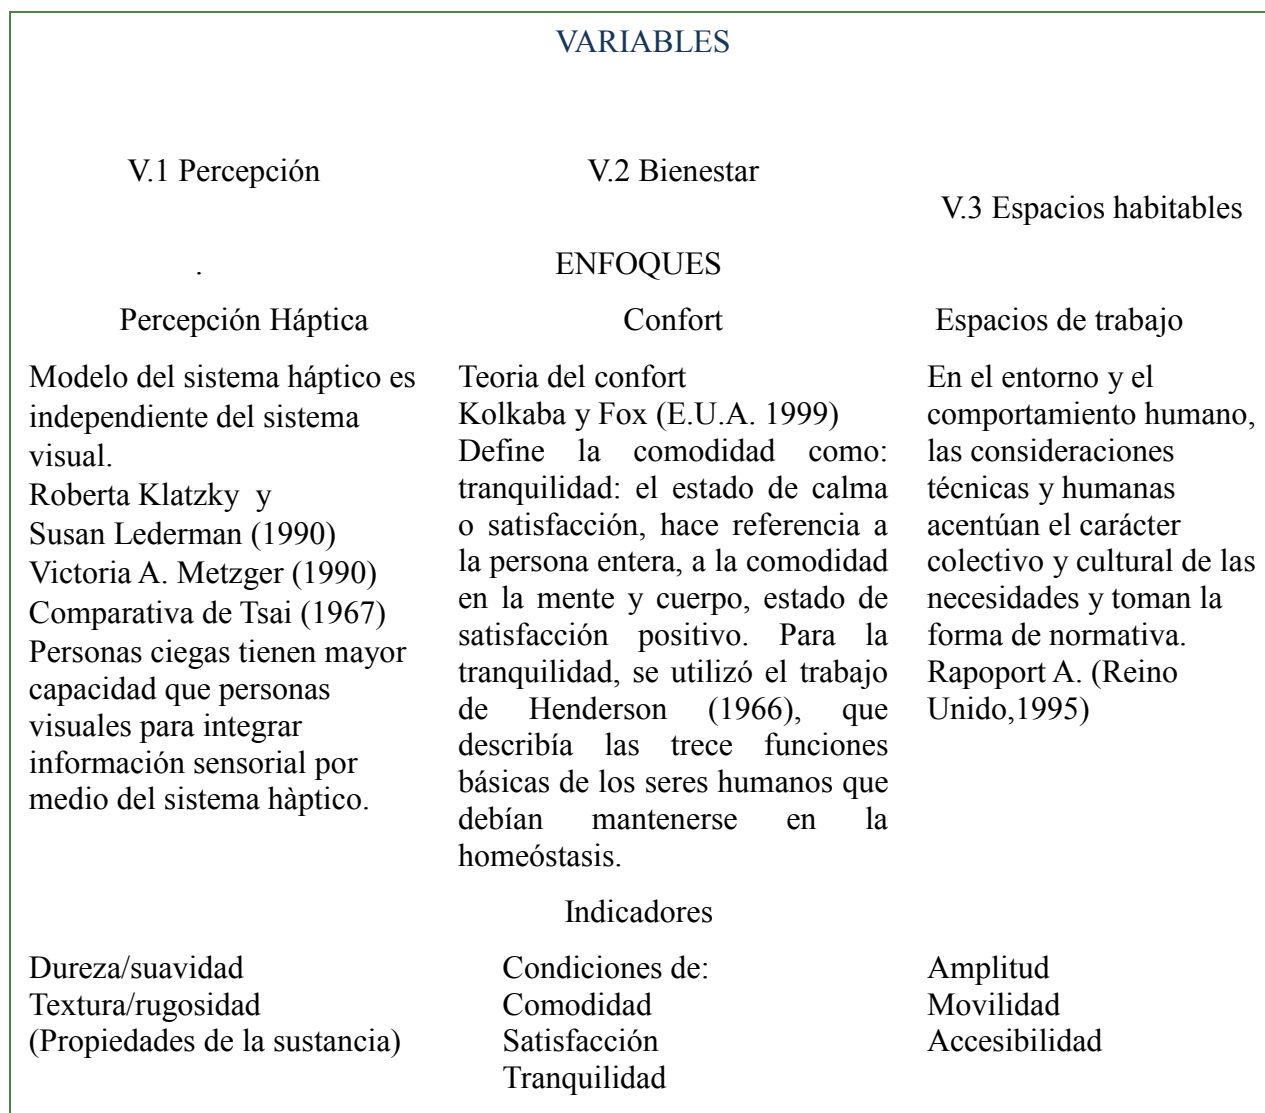 VARIABLES
V.1 Percepción
V.2 Bienestar
V.3 Espacios habitables
.
ENFOQUES
Percepción Háptica
Confort
Espacios de trabajo
Modelo del sistema háptico es
independiente del sistema
visual.
Roberta Klatzky y
Susan Lederman (1990)
Victoria A. Metzger (1990)
Comparativa de Tsai (1967)
Personas ciegas tienen mayor
capacidad que personas
visuales para integrar
información sensorial por
medio del sistema hàptico.
Teoria del confort
Kolkaba y Fox (E.U.A. 1999)
Define la comodidad como:
tranquilidad: el estado de calma
o satisfacción, hace referencia a
la persona entera, a la comodidad
en la mente y cuerpo, estado de
satisfacción positivo. Para la
tranquilidad, se utilizó el trabajo
de Henderson (1966), que
describía las trece funciones
básicas de los seres humanos que
debían mantenerse en la
homeóstasis.
En el entorno y el
comportamiento humano,
las consideraciones
técnicas y humanas
acentúan el carácter
colectivo y cultural de las
necesidades y toman la
forma de normativa.
Rapoport A. (Reino
Unido,1995)
Indicadores
Dureza/suavidad
Textura/rugosidad
(Propiedades de la sustancia)
Condiciones de:
Comodidad
Satisfacción
Tranquilidad
Amplitud
Movilidad
Accesibilidad